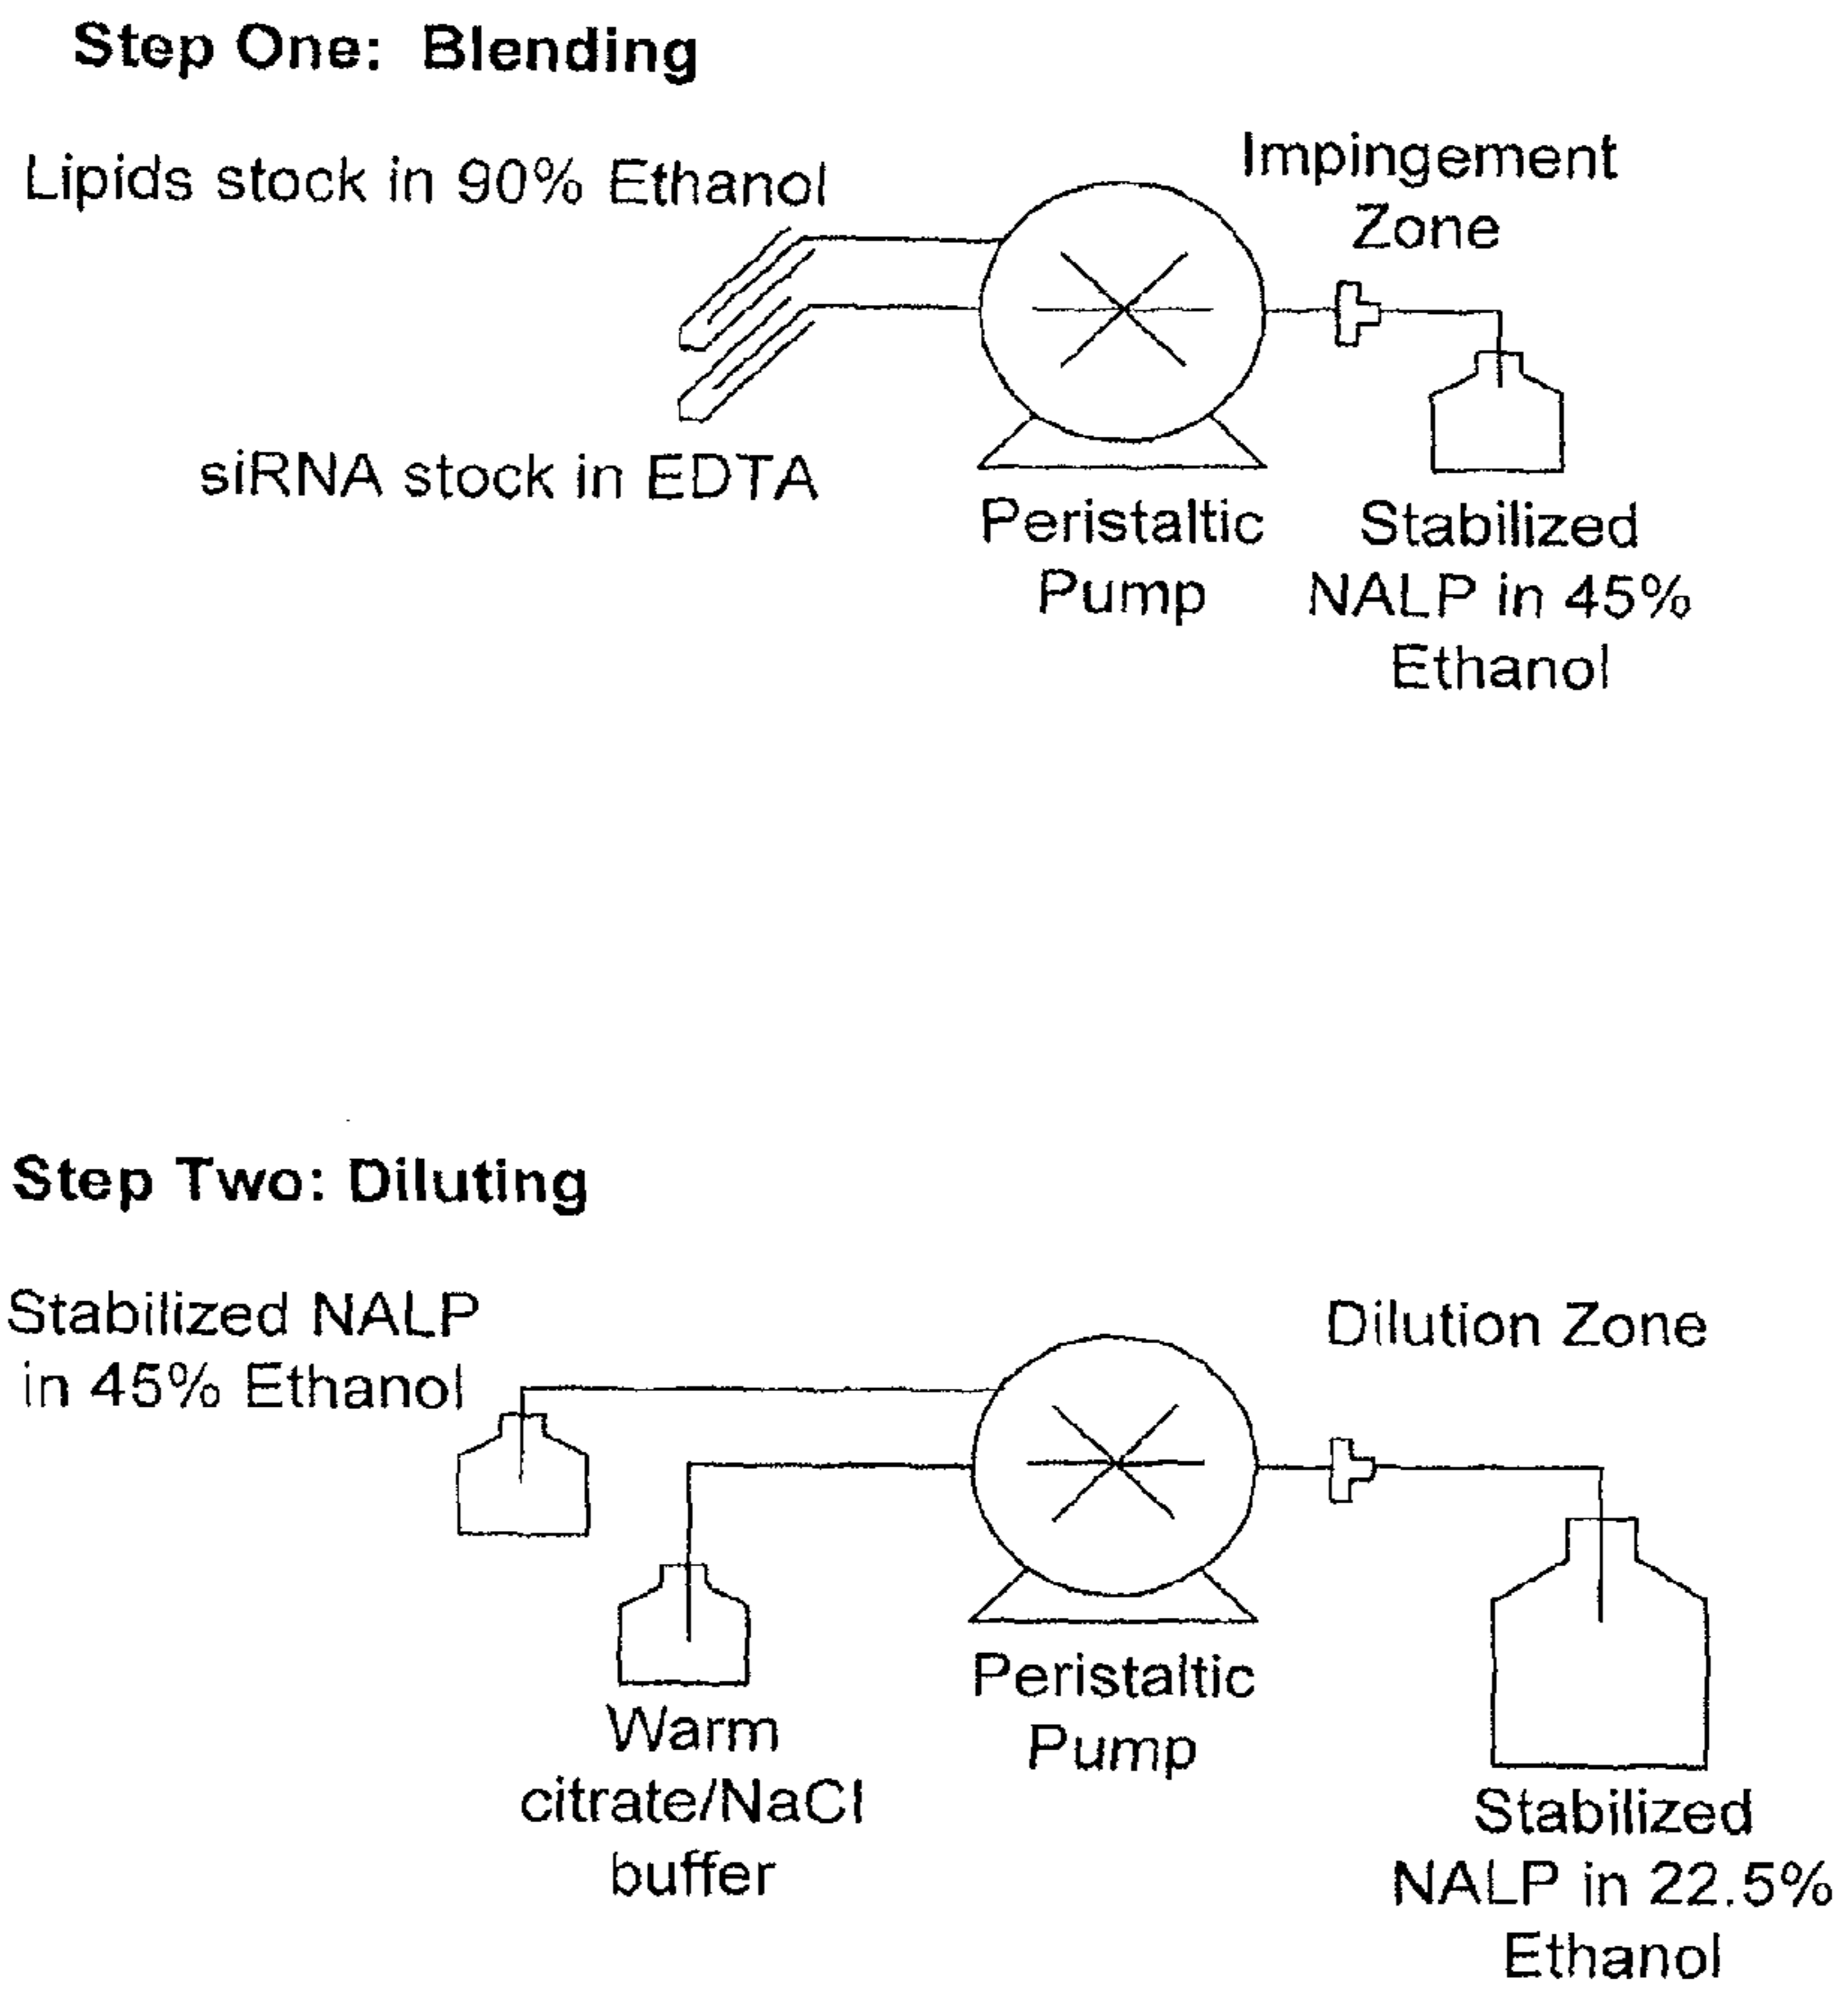 Step One: Blending
Lipids stock in 90% Ethanol
Impingement
Zone
siRNA stock in EDTA
Peristaltic
Pump
Stabilized
NALP in 45%
Ethanol
Step Two: Diluting
Stabilized NALP
in 45% Ethanol
Dilution Zone
Warm
citrate/NaCl
buffer
Peristaltic
Pump
Stabilized
NALP in 22.5%
Ethanol